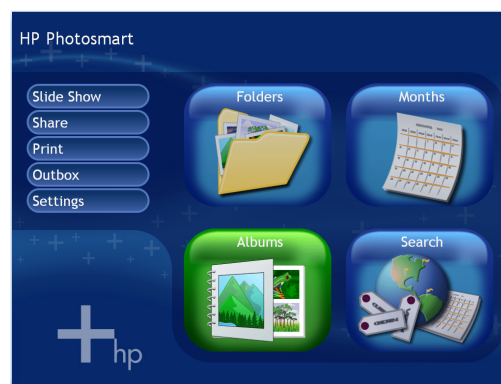 HP Photosmart
Slide Show
Share
Print
Outbox
Settings
Folders
Months
Albums
Search
hp